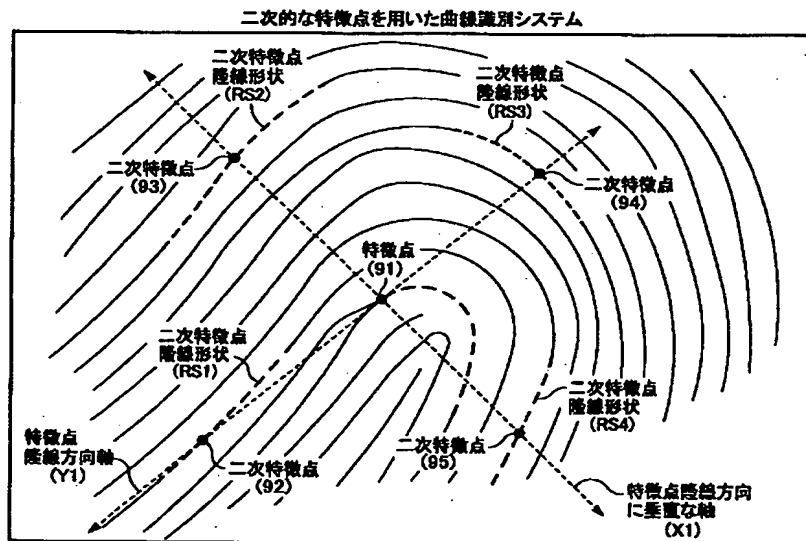 二次的な特徴点を用いた曲線識別システム
二次特徴点
隆線形状
(RS2)
二次特徴点
隆線形状
(RS3)
二次特徴点
(93)
二次特徴点
(94)
特徴点
(91)
二次特徴点
隆線形状
(RS1)
二次特徴点
隆線形状
(RS4)
特徴点
隆線方向軸
(Y1)
二次特徴点
(92)
二次特徴点
(95)
特徴点隆線方向
に垂直な軸
(X1)